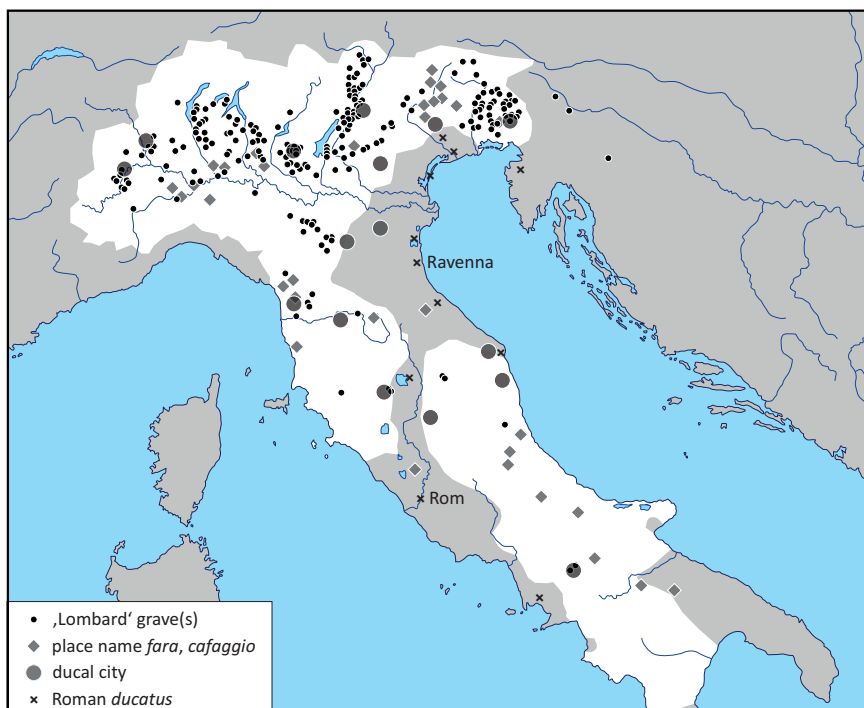 Ravenna
Rom
‚Lombard‘ grave(s)
place name fara, cafaggio
ducal city
Roman ducatus